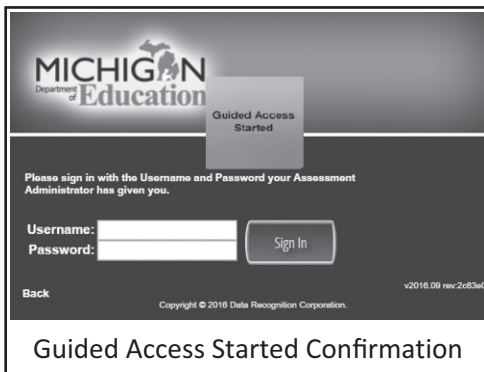 MICHIGAN
Department of Education
Guided Access
Started
Please sign in with the Username and Password your Assessment
Administrator has given you.
Username:
Password:
Sign In
Back
v2016.09 rev:2c83e0
Copyright © 2016 Data Recognition Corporation.
Guided Access Started Confirmation